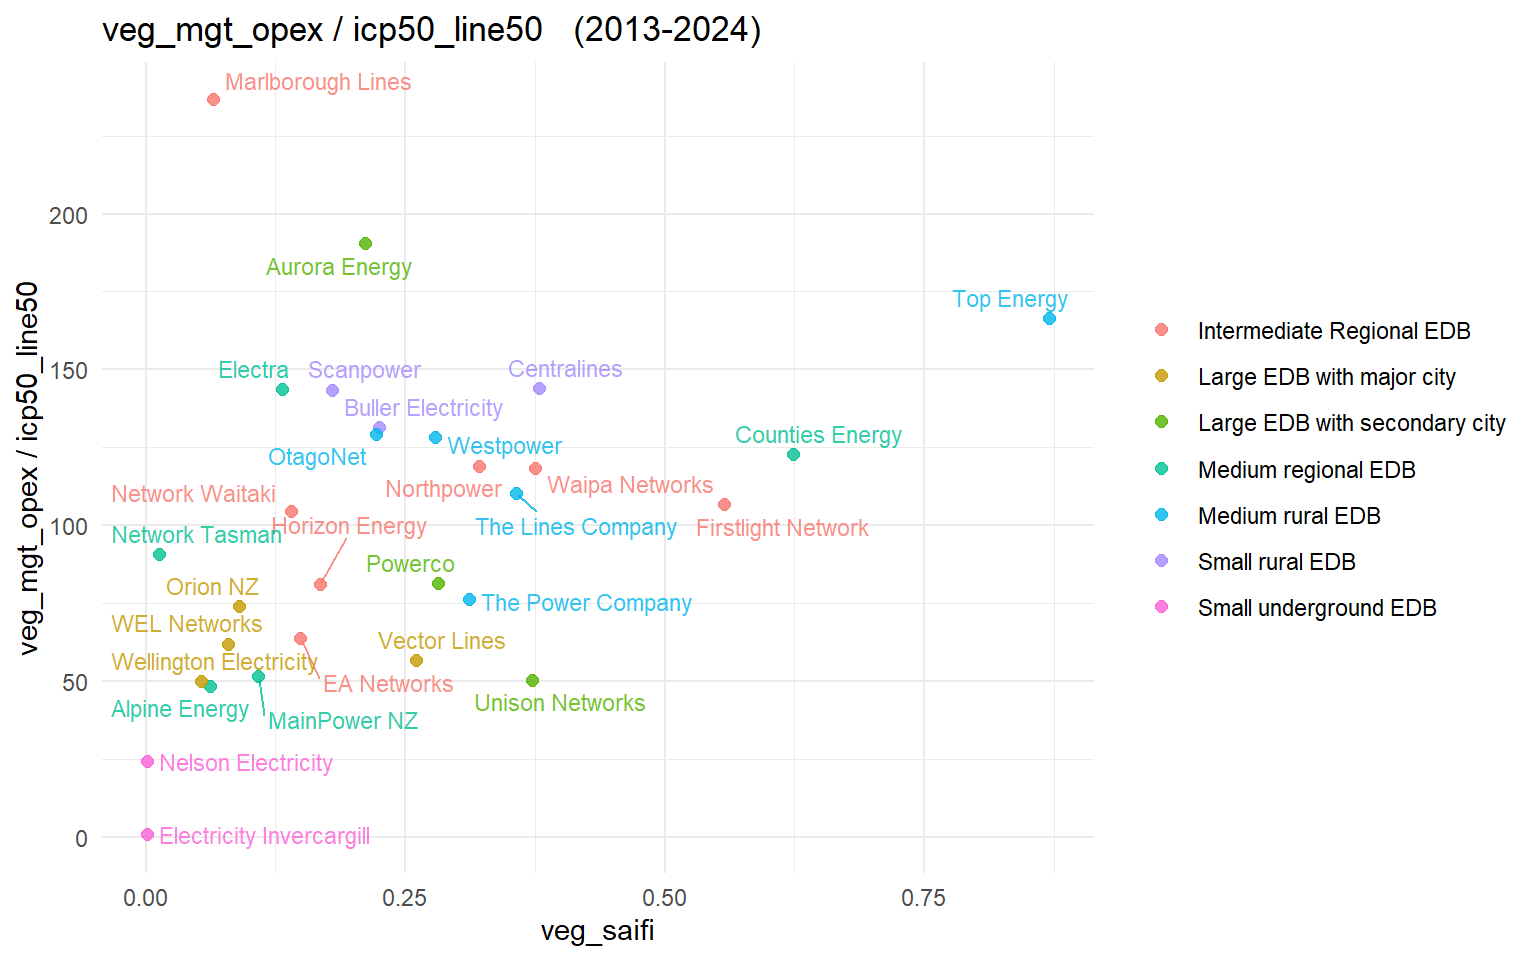 veg_mgt_opex / icp50_line50   (2013-2024)
Marlborough Lines
200
Aurora Energy
Top Energy
150
Electra
Scanpower
Centralines
Buller Electricity
Counties Energy
OtagoNet
Westpower
Northpower
Waipa Networks
Network Waitaki
100
Horizon Energy
The Lines Company
Firstlight Network
Network Tasman
Powerco
Orion NZ
The Power Company
WEL Networks
Vector Lines
Wellington Electricity
50
EA Networks
Unison Networks
Alpine Energy
MainPower NZ
Nelson Electricity
0
Electricity Invercargill
0.00
0.25
0.50
0.75
veg_saifi
veg_mgt_opex / icp50_line50
Intermediate Regional EDB
Large EDB with major city
Large EDB with secondary city
Medium regional EDB
Medium rural EDB
Small rural EDB
Small underground EDB